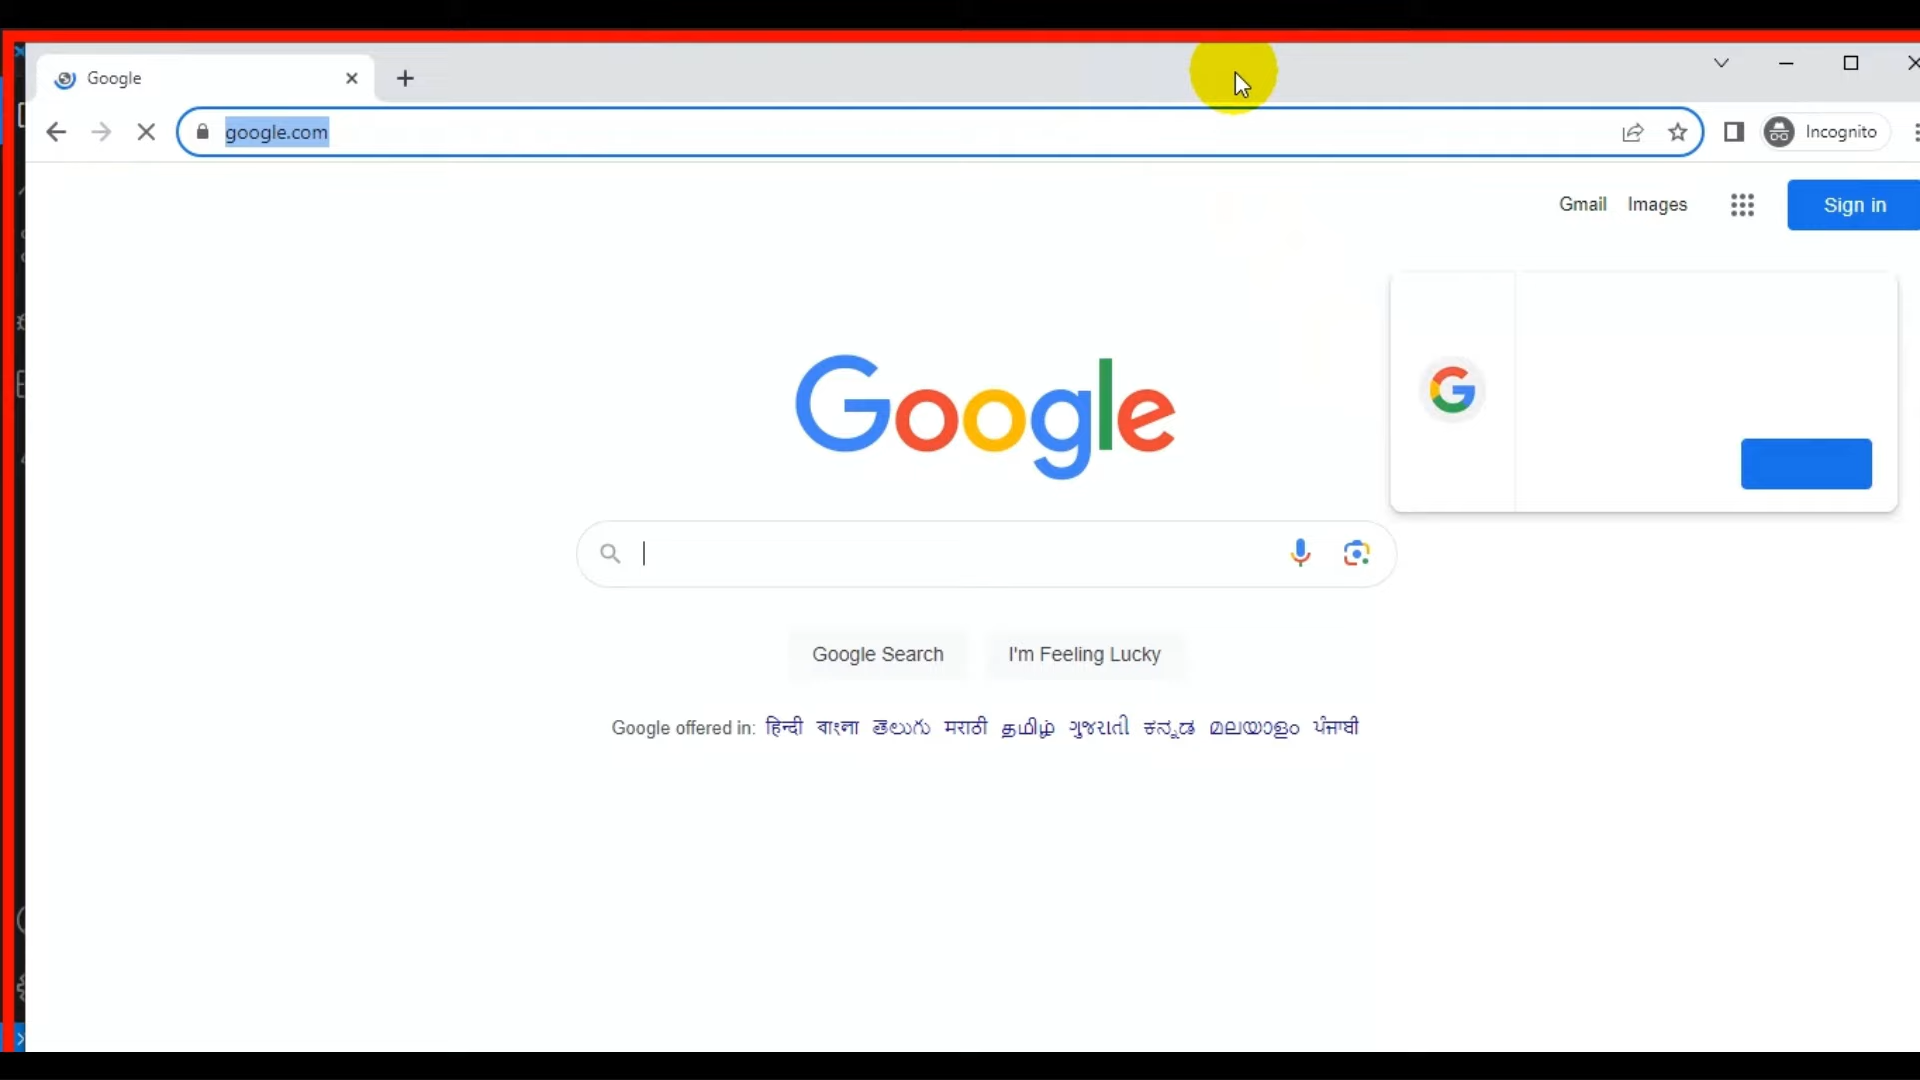 Google
google.com
Incognito
Gmail Images
Sign in
Google
Google Search I'm Feeling Lucky
Google offered in: हिन्दी বাংলা తెలుగు मराठी தமிழ் ગુજરાતી ಕನ್ನಡ മലയാളം ਪੰਜਾਬੀ